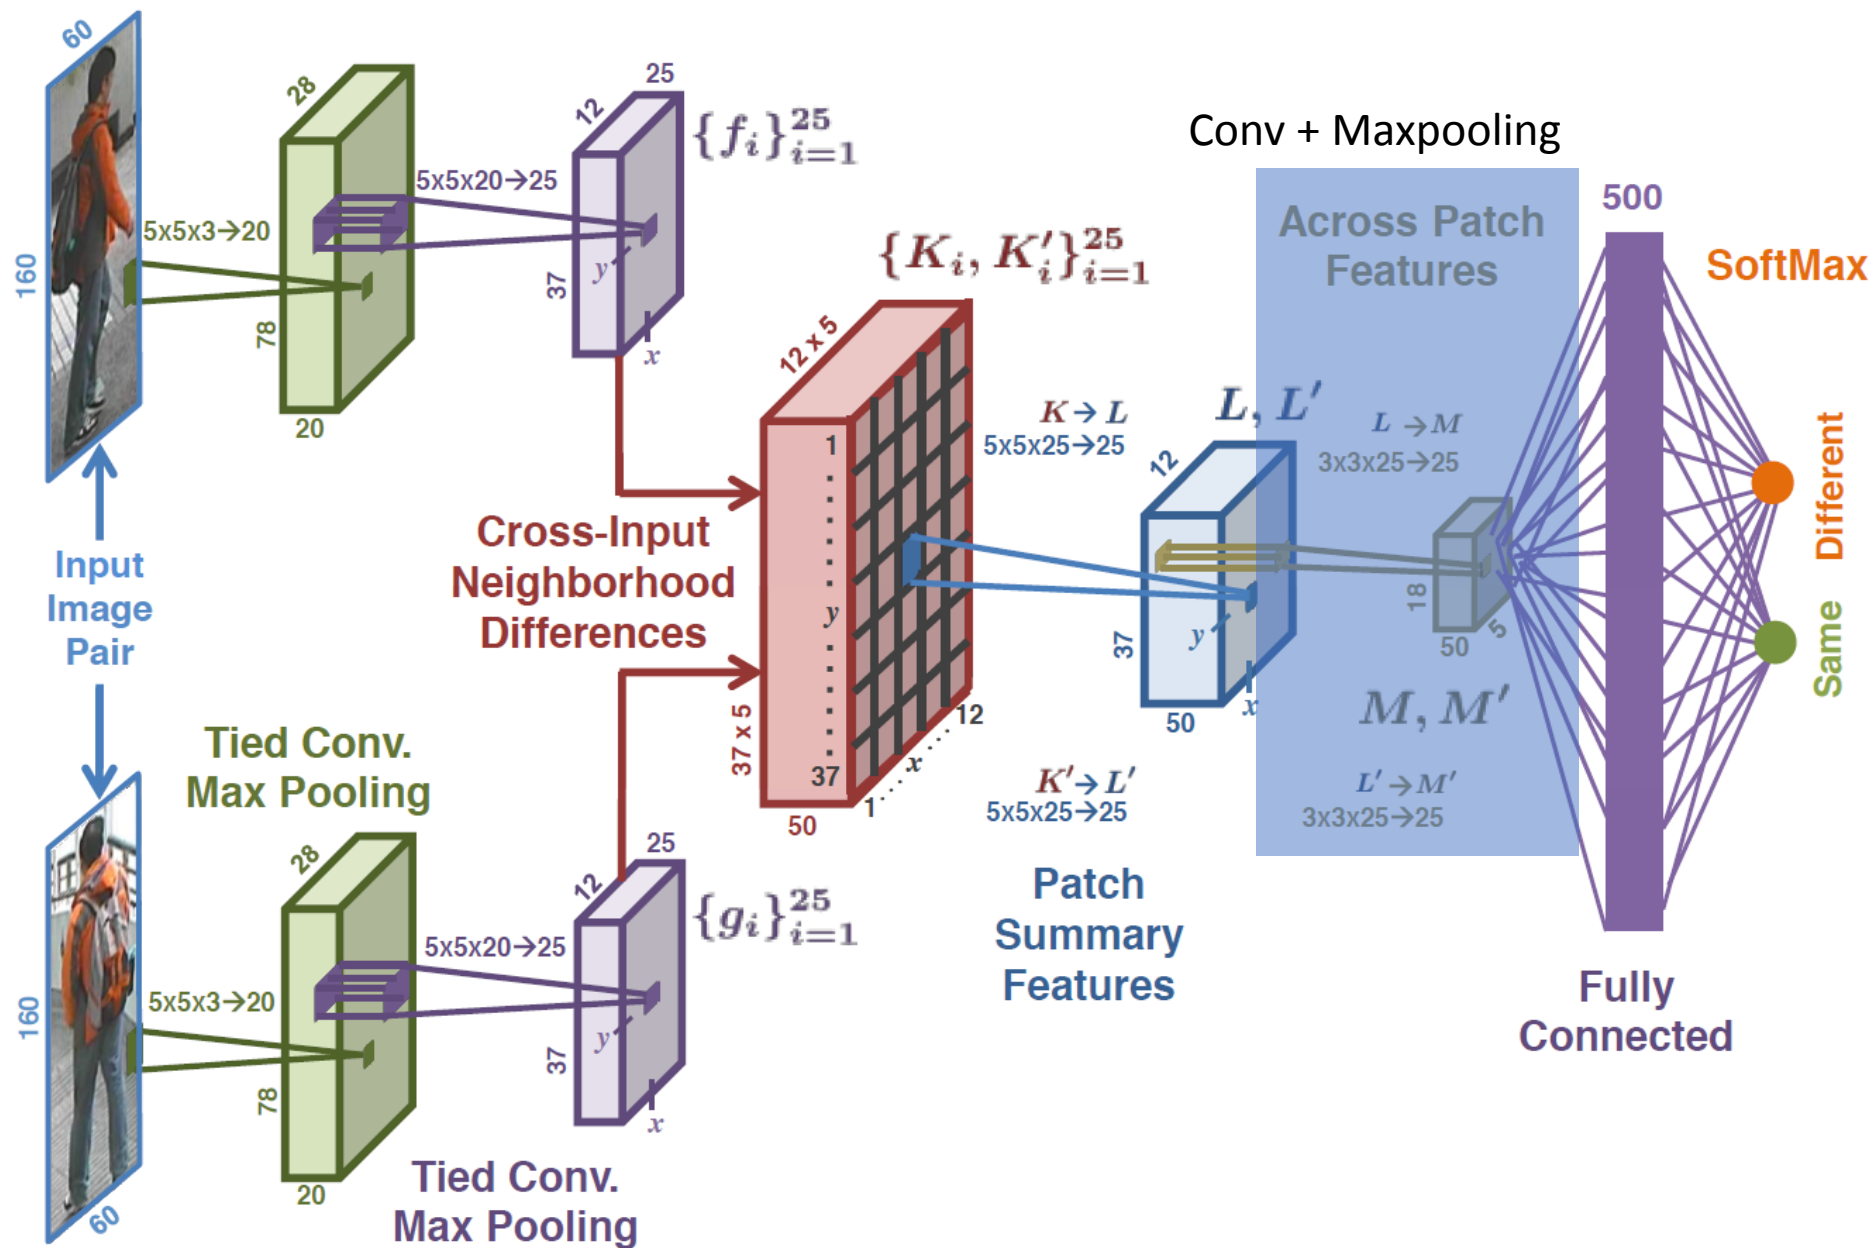 60
160
5x5x3→20
28
78
20
5x5x20→25
12
25
37
y
x
{f_i}_{i=1}^{25}
Input
Image
Pair
Cross-Input
Neighborhood
Differences
{K_i, K'_i}_{i=1}^{25}
12 x 5
37 x 5
50
1
y
37
1
x
12
K → L
5x5x25→25
L, L'
12
37
50
y
x
K' → L'
5x5x25→25
Patch
Summary
Features
Conv + Maxpooling
Across Patch
Features
L → M
3x3x25→25
18
50
5
M, M'
L' → M'
3x3x25→25
500
SoftMax
Different
Same
Fully
Connected
Tied Conv.
Max Pooling
60
160
5x5x3→20
28
78
20
5x5x20→25
12
25
37
y
x
{g_i}_{i=1}^{25}
Tied Conv.
Max Pooling